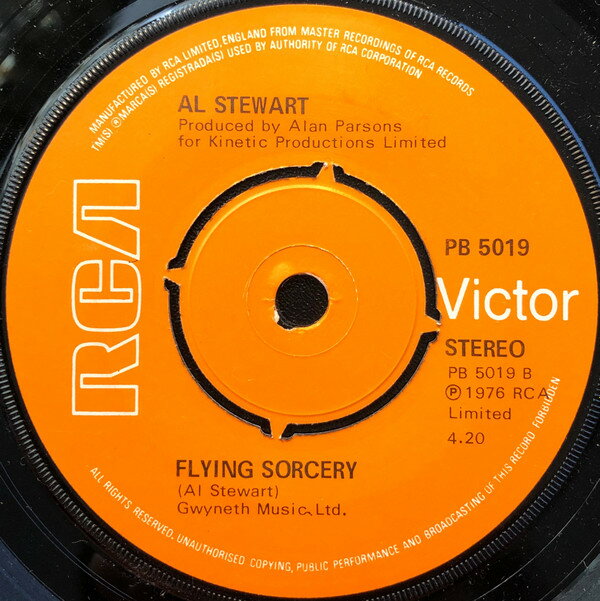 MANUFACTURED BY RCA LIMITED, ENGLAND FROM MASTER RECORDINGS OF RCA RECORDS
TM(S) ® MARCA(S) REGISTRADA(S) USED BY AUTHORITY OF RCA CORPORATION
AL STEWART
Produced by Alan Parsons
for Kinetic Productions Limited
RCA
PB 5019
Victor
STEREO
PB 5019 B
Ⓟ 1976 RCA
Limited
4.20
FLYING SORCERY
(Al Stewart)
Gwyneth Music, Ltd.
ALL RIGHTS RESERVED. UNAUTHORISED COPYING, PUBLIC PERFORMANCE AND BROADCASTING OF THIS RECORD FORBIDDEN